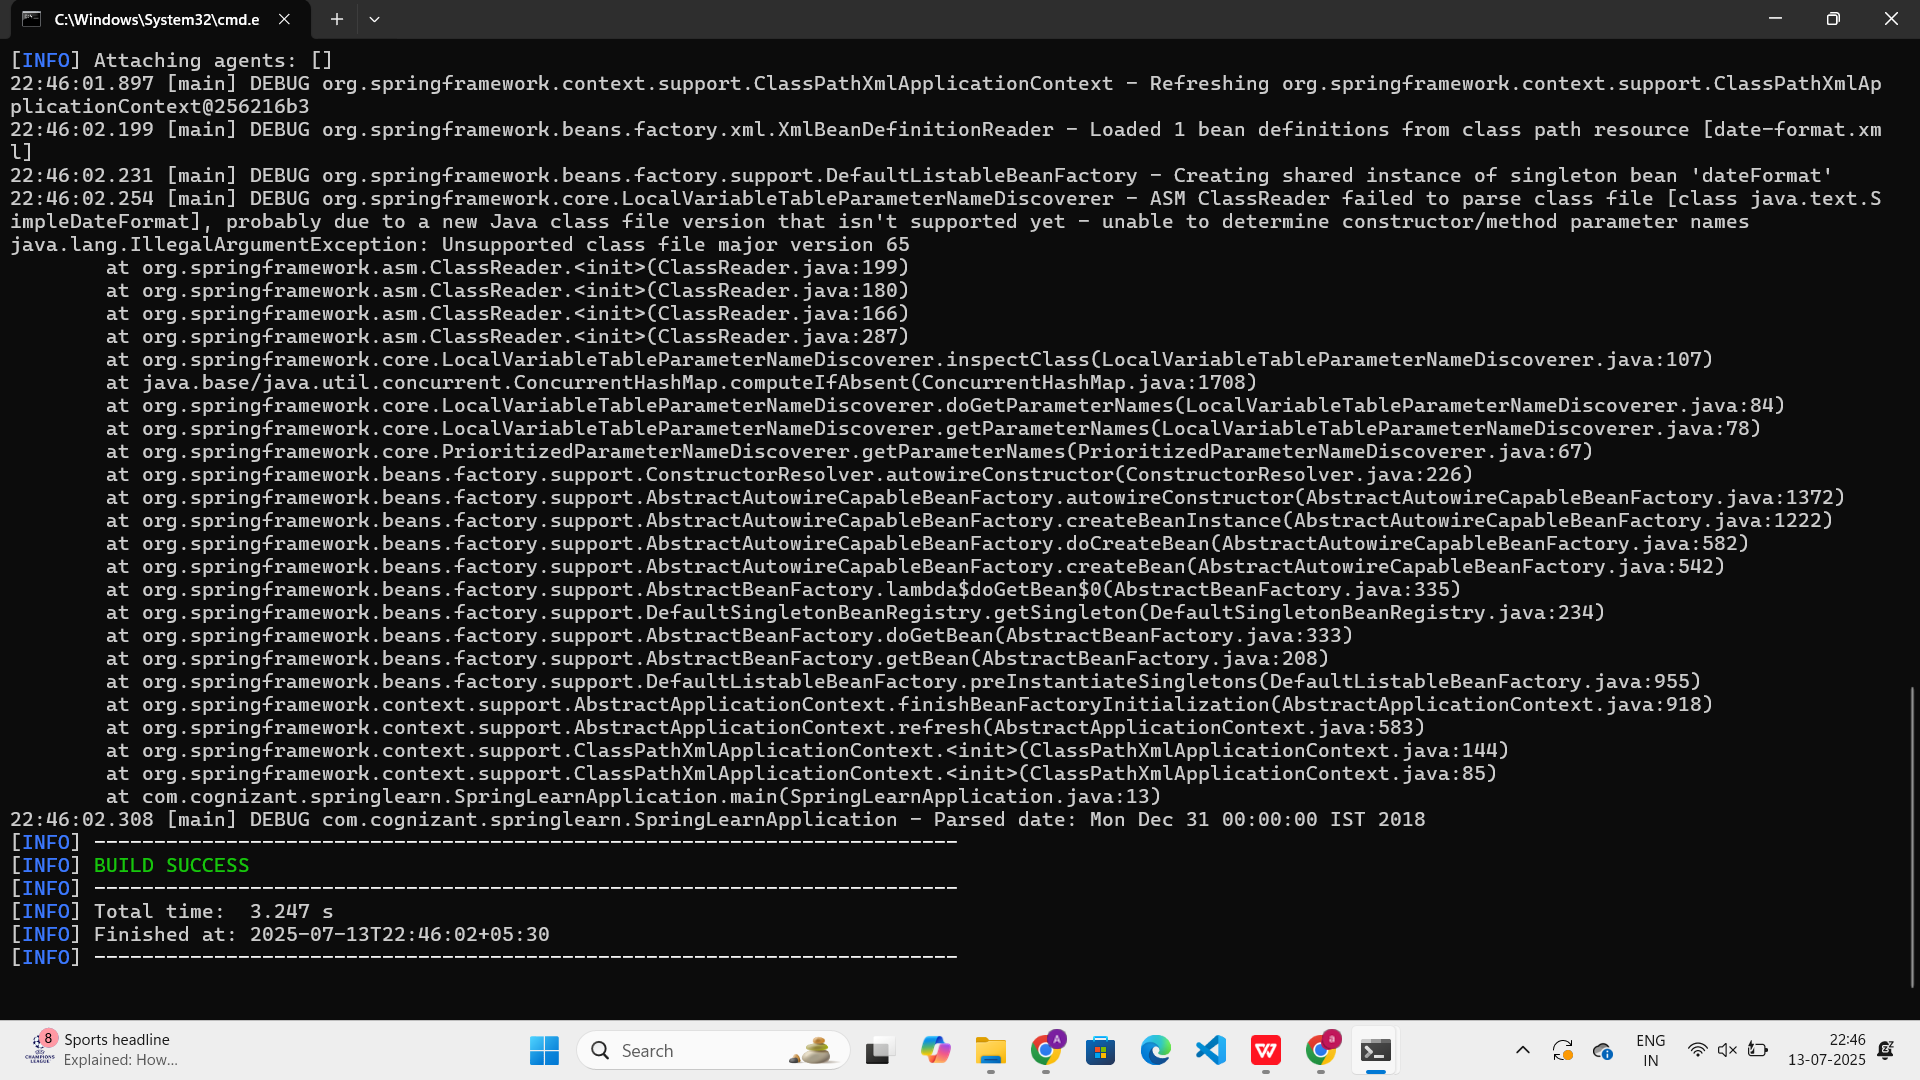 C:\Windows\System32\cmd.e
[INFO] Attaching agents: []
22:46:01.897 [main] DEBUG org.springframework.context.support.ClassPathXmlApplicationContext - Refreshing org.springframework.context.support.ClassPathXmlAp
plicationContext@256216b3
22:46:02.199 [main] DEBUG org.springframework.beans.factory.xml.XmlBeanDefinitionReader - Loaded 1 bean definitions from class path resource [date-format.xm
l]
22:46:02.231 [main] DEBUG org.springframework.beans.factory.support.DefaultListableBeanFactory - Creating shared instance of singleton bean 'dateFormat'
22:46:02.254 [main] DEBUG org.springframework.core.LocalVariableTableParameterNameDiscoverer - ASM ClassReader failed to parse class file [class java.text.S
impleDateFormat], probably due to a new Java class file version that isn't supported yet - unable to determine constructor/method parameter names
java.lang.IllegalArgumentException: Unsupported class file major version 65
at org.springframework.asm.ClassReader.<init>(ClassReader.java:199)
at org.springframework.asm.ClassReader.<init>(ClassReader.java:180)
at org.springframework.asm.ClassReader.<init>(ClassReader.java:166)
at org.springframework.asm.ClassReader.<init>(ClassReader.java:287)
at org.springframework.core.LocalVariableTableParameterNameDiscoverer.inspectClass(LocalVariableTableParameterNameDiscoverer.java:107)
at java.base/java.util.concurrent.ConcurrentHashMap.computeIfAbsent(ConcurrentHashMap.java:1708)
at org.springframework.core.LocalVariableTableParameterNameDiscoverer.doGetParameterNames(LocalVariableTableParameterNameDiscoverer.java:84)
at org.springframework.core.LocalVariableTableParameterNameDiscoverer.getParameterNames(LocalVariableTableParameterNameDiscoverer.java:78)
at org.springframework.core.PrioritizedParameterNameDiscoverer.getParameterNames(PrioritizedParameterNameDiscoverer.java:67)
at org.springframework.beans.factory.support.ConstructorResolver.autowireConstructor(ConstructorResolver.java:226)
at org.springframework.beans.factory.support.AbstractAutowireCapableBeanFactory.autowireConstructor(AbstractAutowireCapableBeanFactory.java:1372)
at org.springframework.beans.factory.support.AbstractAutowireCapableBeanFactory.createBeanInstance(AbstractAutowireCapableBeanFactory.java:1222)
at org.springframework.beans.factory.support.AbstractAutowireCapableBeanFactory.doCreateBean(AbstractAutowireCapableBeanFactory.java:582)
at org.springframework.beans.factory.support.AbstractAutowireCapableBeanFactory.createBean(AbstractAutowireCapableBeanFactory.java:542)
at org.springframework.beans.factory.support.AbstractBeanFactory.lambda$doGetBean$0(AbstractBeanFactory.java:335)
at org.springframework.beans.factory.support.DefaultSingletonBeanRegistry.getSingleton(DefaultSingletonBeanRegistry.java:234)
at org.springframework.beans.factory.support.AbstractBeanFactory.doGetBean(AbstractBeanFactory.java:333)
at org.springframework.beans.factory.support.AbstractBeanFactory.getBean(AbstractBeanFactory.java:208)
at org.springframework.beans.factory.support.DefaultListableBeanFactory.preInstantiateSingletons(DefaultListableBeanFactory.java:955)
at org.springframework.context.support.AbstractApplicationContext.finishBeanFactoryInitialization(AbstractApplicationContext.java:918)
at org.springframework.context.support.AbstractApplicationContext.refresh(AbstractApplicationContext.java:583)
at org.springframework.context.support.ClassPathXmlApplicationContext.<init>(ClassPathXmlApplicationContext.java:144)
at org.springframework.context.support.ClassPathXmlApplicationContext.<init>(ClassPathXmlApplicationContext.java:85)
at com.cognizant.springlearn.SpringLearnApplication.main(SpringLearnApplication.java:13)
22:46:02.308 [main] DEBUG com.cognizant.springlearn.SpringLearnApplication - Parsed date: Mon Dec 31 00:00:00 IST 2018
[INFO] ------------------------------------------------------------------------
[INFO] BUILD SUCCESS
[INFO] ------------------------------------------------------------------------
[INFO] Total time:  3.247 s
[INFO] Finished at: 2025-07-13T22:46:02+05:30
[INFO] ------------------------------------------------------------------------
8
Sports headline
Explained: How...
Search
ENG
IN
22:46
13-07-2025